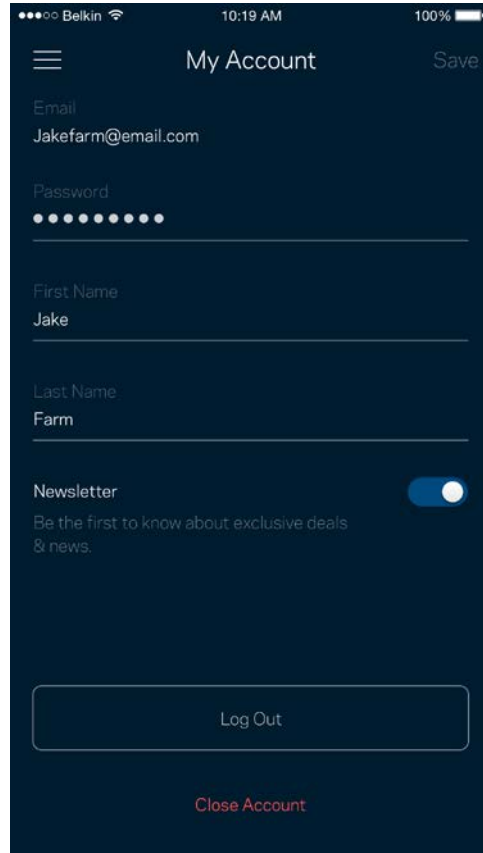 Belkin 10:19 AM 100%
My Account Save
Email
Jakefarm@email.com
Password
First Name
Jake
Last Name
Farm
Newsletter
Be the first to know about exclusive deals
& news.
Log Out
Close Account